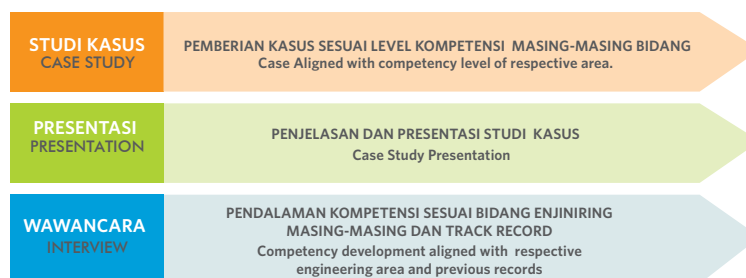 STUDI KASUS
CASE STUDY
PEMBERIAN KASUS SESUAI LEVEL KOMPETENSI MASING-MASING BIDANG
Case Aligned with competency level of respective area.
PRESENTASI
PRESENTATION
PENJELASAN DAN PRESENTASI STUDI KASUS
Case Study Presentation
WAWANCARA
INTERVIEW
PENDALAMAN KOMPETENSI SESUAI BIDANG ENJINIRING
MASING-MASING DAN TRACK RECORD
Competency development aligned with respective
engineering area and previous records